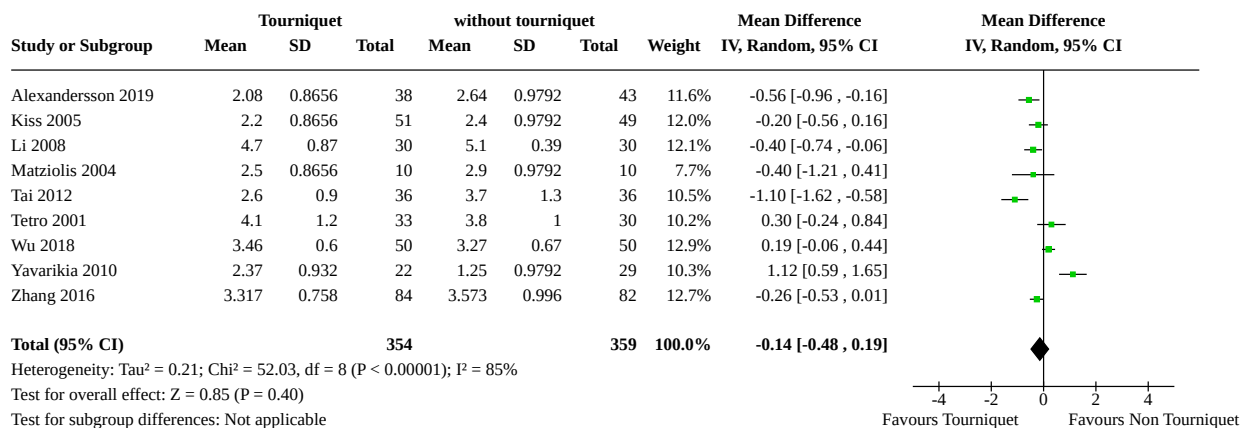 Tourniquet without tourniquet Mean Difference Mean Difference
Study or Subgroup Mean SD Total Mean SD Total Weight IV, Random, 95% CI IV, Random, 95% CI
Alexandersson 2019 2.08 0.8656 38 2.64 0.9792 43 11.6% -0.56 [-0.96 , -0.16]
Kiss 2005 2.2 0.8656 51 2.4 0.9792 49 12.0% -0.20 [-0.56 , 0.16]
Li 2008 4.7 0.87 30 5.1 0.39 30 12.1% -0.40 [-0.74 , -0.06]
Matziolis 2004 2.5 0.8656 10 2.9 0.9792 10 7.7% -0.40 [-1.21 , 0.41]
Tai 2012 2.6 0.9 36 3.7 1.3 36 10.5% -1.10 [-1.62 , -0.58]
Tetro 2001 4.1 1.2 33 3.8 1 30 10.2% 0.30 [-0.24 , 0.84]
Wu 2018 3.46 0.6 50 3.27 0.67 50 12.9% 0.19 [-0.06 , 0.44]
Yavarikia 2010 2.37 0.932 22 1.25 0.9792 29 10.3% 1.12 [0.59 , 1.65]
Zhang 2016 3.317 0.758 84 3.573 0.996 82 12.7% -0.26 [-0.53 , 0.01]
Total (95% CI) 354 359 100.0% -0.14 [-0.48 , 0.19]
Heterogeneity: Tau² = 0.21; Chi² = 52.03, df = 8 (P < 0.00001); I² = 85%
Test for overall effect: Z = 0.85 (P = 0.40) -4 -2 0 2 4
Test for subgroup differences: Not applicable Favours Tourniquet Favours Non Tourniquet